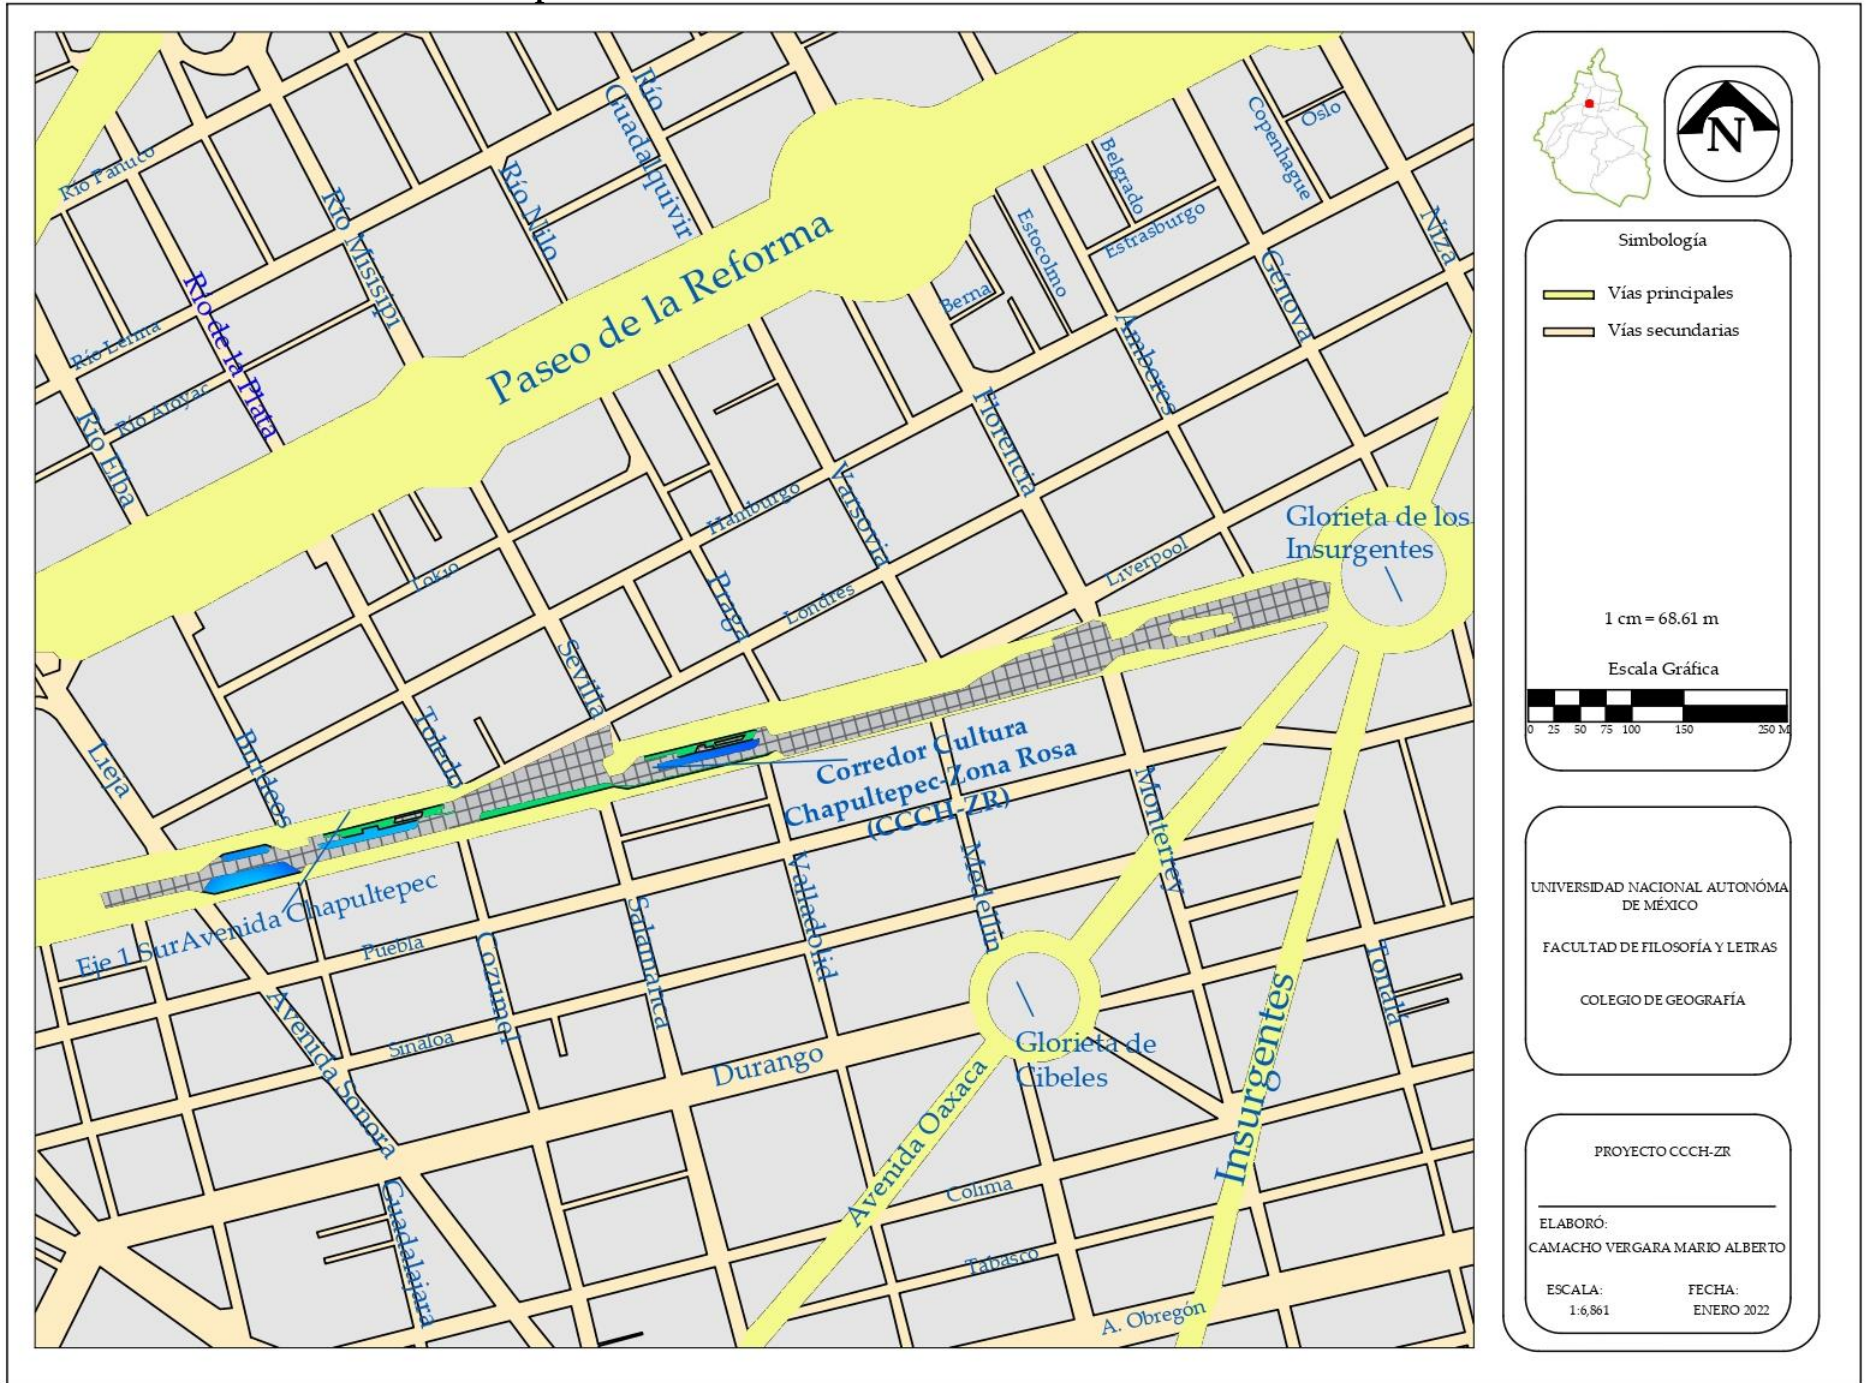 Río Panuco
Río Lerma
Río Atoyac
Río Elba
Río de la Plata
Río Misisipi
Río Nilo
Río
Guadalquivir
Paseo de la Reforma
Copenhague
Oslo
Belgrado
Estrasburgo
Estocolmo
Berna
Génova
Niza
Amberes
Florencia
Varsovia
Hamburgo
Praga
Londres
Liverpool
Tokio
Sevilla
Toledo
Burdeos
Lieja
Glorieta de los
Insurgentes
Corredor Cultura
Chapultepec-Zona Rosa
(CCCH-ZR)
Eje 1 Sur
Avenida Chapultepec
Puebla
Sinaloa
Cozumel
Salamanca
Valladolid
Medellín
Monterrey
Tonalá
Avenida Sonora
Durango
Glorieta de
Cibeles
Avenida Oaxaca
Insurgentes
Guadalajara
Colima
Tabasco
A. Obregón
N
Simbología
Vías principales
Vías secundarias
1 cm = 68.61 m
Escala Gráfica
0 25 50 75 100 150 250 M
UNIVERSIDAD NACIONAL AUTONÓMA
DE MÉXICO
FACULTAD DE FILOSOFÍA Y LETRAS
COLEGIO DE GEOGRAFÍA
PROYECTO CCCH-ZR
ELABORÓ:
CAMACHO VERGARA MARIO ALBERTO
ESCALA: FECHA:
1:6,861 ENERO 2022